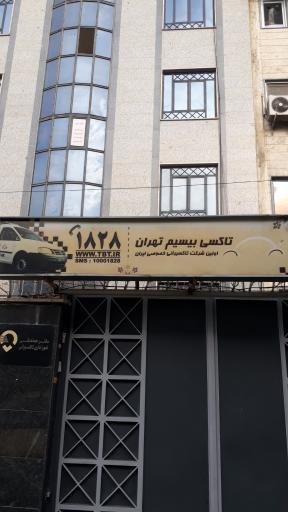 تاکسی بیسیم تهران
اولین شرکت تاکسیرانی خصوصی ایران
۱۸۲۸
WWW.TBT.IR
SMS : 10001828